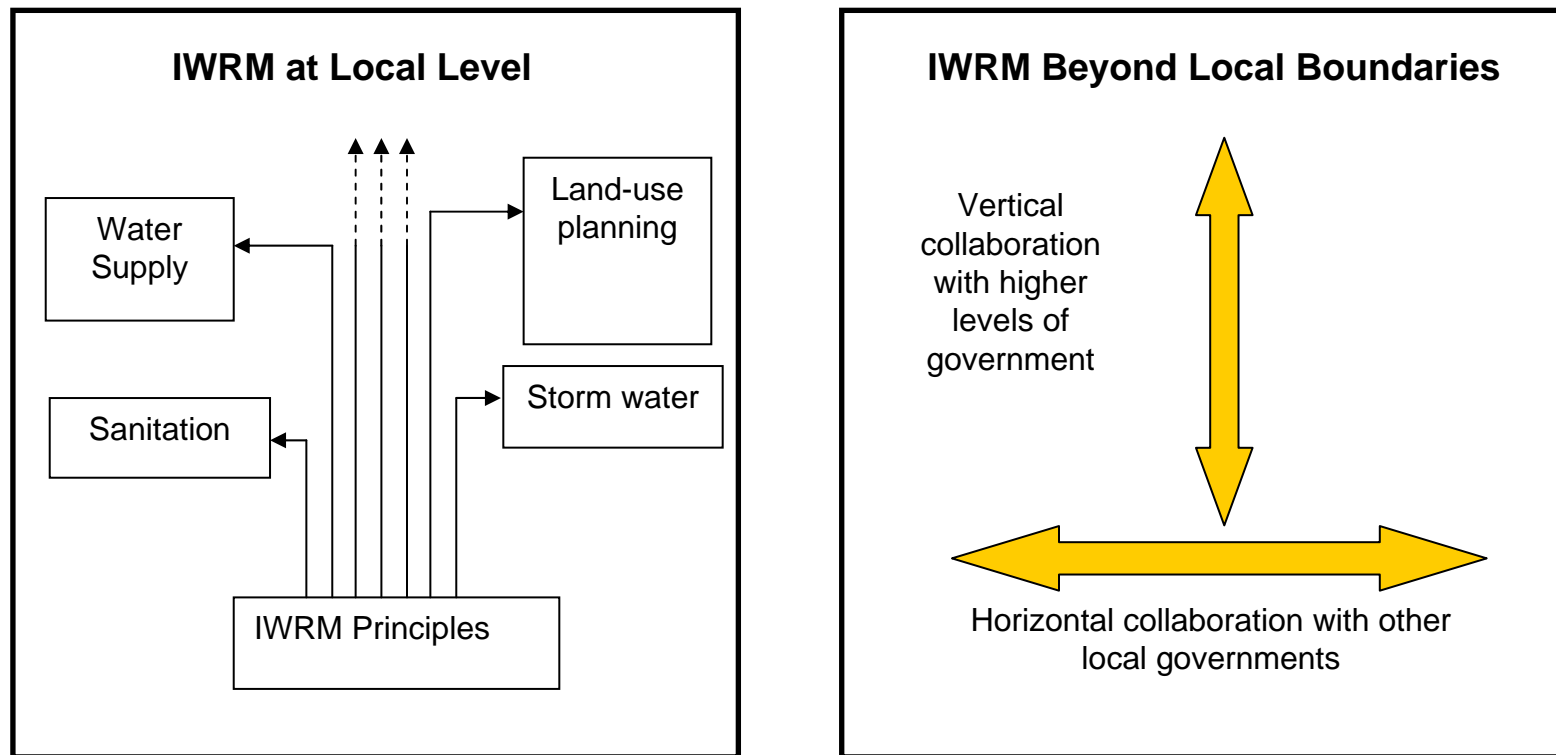 IWRM at Local Level
Water
Supply
Land-use
planning
Sanitation
Storm water
IWRM Principles
IWRM Beyond Local Boundaries
Vertical
collaboration
with higher
levels of
government
Horizontal collaboration with other
local governments